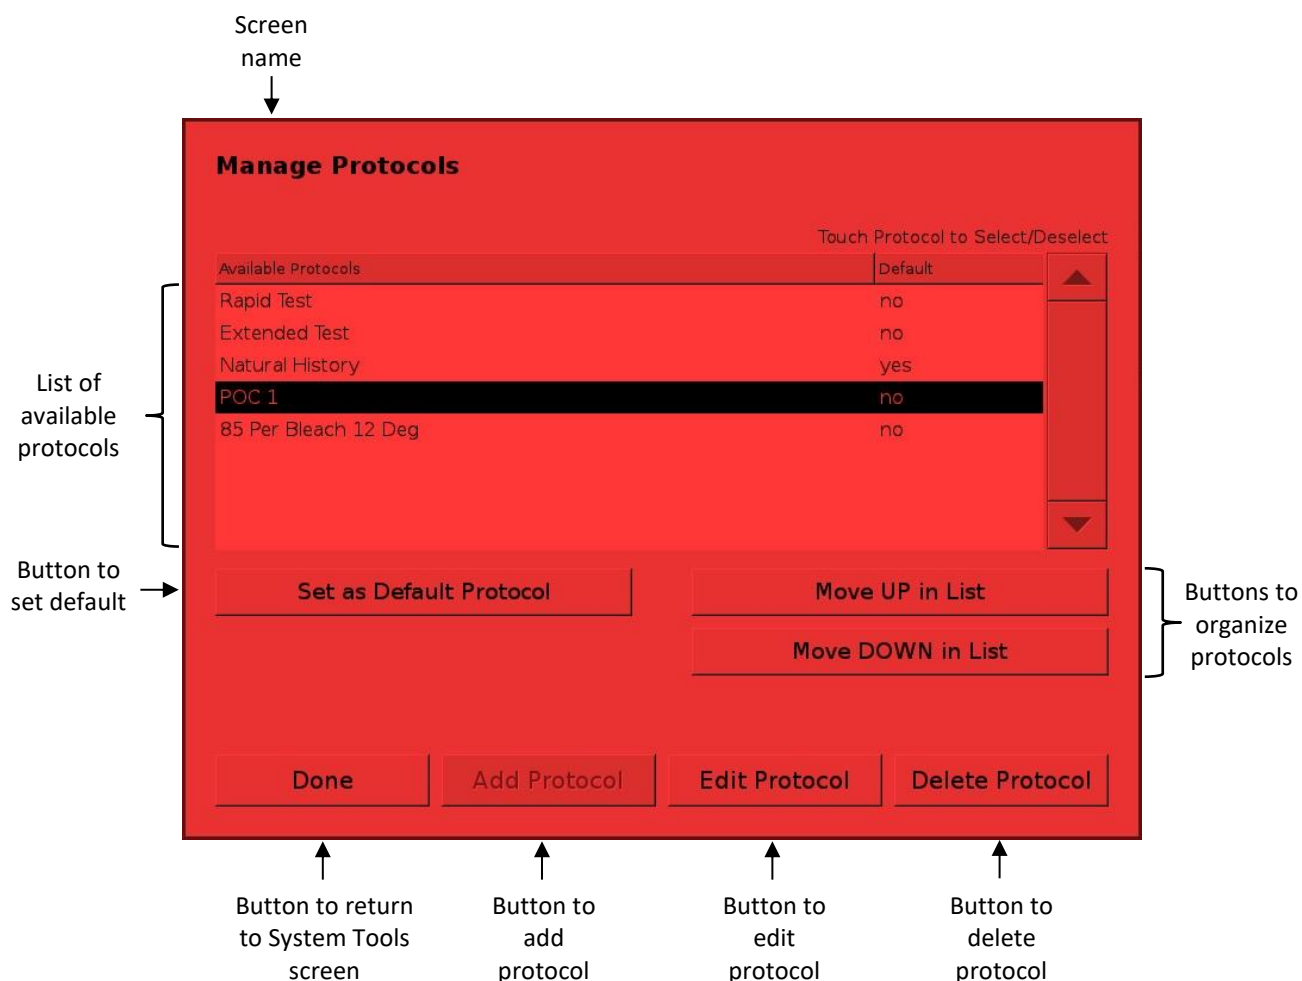 Screen
name
Manage Protocols
Touch Protocol to Select/Deselect
Available Protocols Default
Rapid Test no
Extended Test no
Natural History yes
POC 1 no
85 Per Bleach 12 Deg no
List of
available
protocols
Button to
set default
Set as Default Protocol Move UP in List
Move DOWN in List
Buttons to
organize
protocols
Done Add Protocol Edit Protocol Delete Protocol
Button to return
to System Tools
screen
Button to
add
protocol
Button to
edit
protocol
Button to
delete
protocol